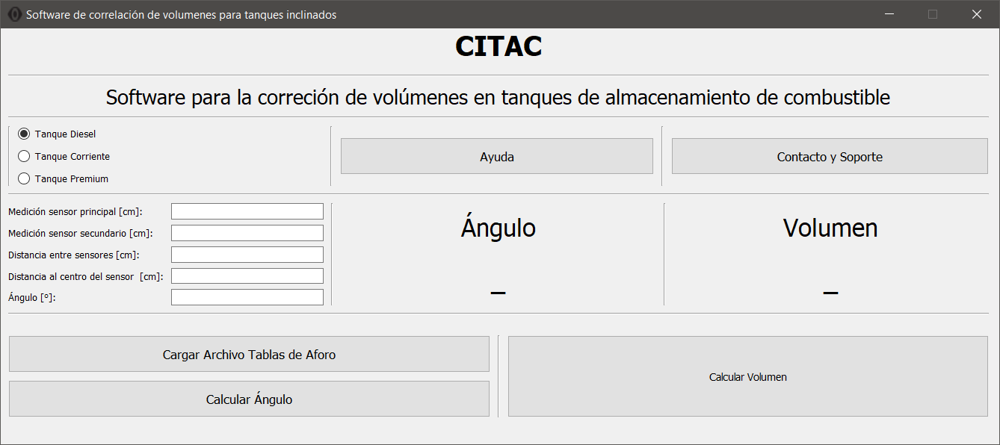 Software de correlación de volumenes para tanques inclinados
CITAC
Software para la correción de volúmenes en tanques de almacenamiento de combustible
Tanque Diesel
Tanque Corriente
Tanque Premium
Ayuda
Contacto y Soporte
Medición sensor principal [cm]:
Medición sensor secundario [cm]:
Distancia entre sensores [cm]:
Distancia al centro del sensor [cm]:
Ángulo [º]:
Ángulo
–
Volumen
–
Cargar Archivo Tablas de Aforo
Calcular Ángulo
Calcular Volumen